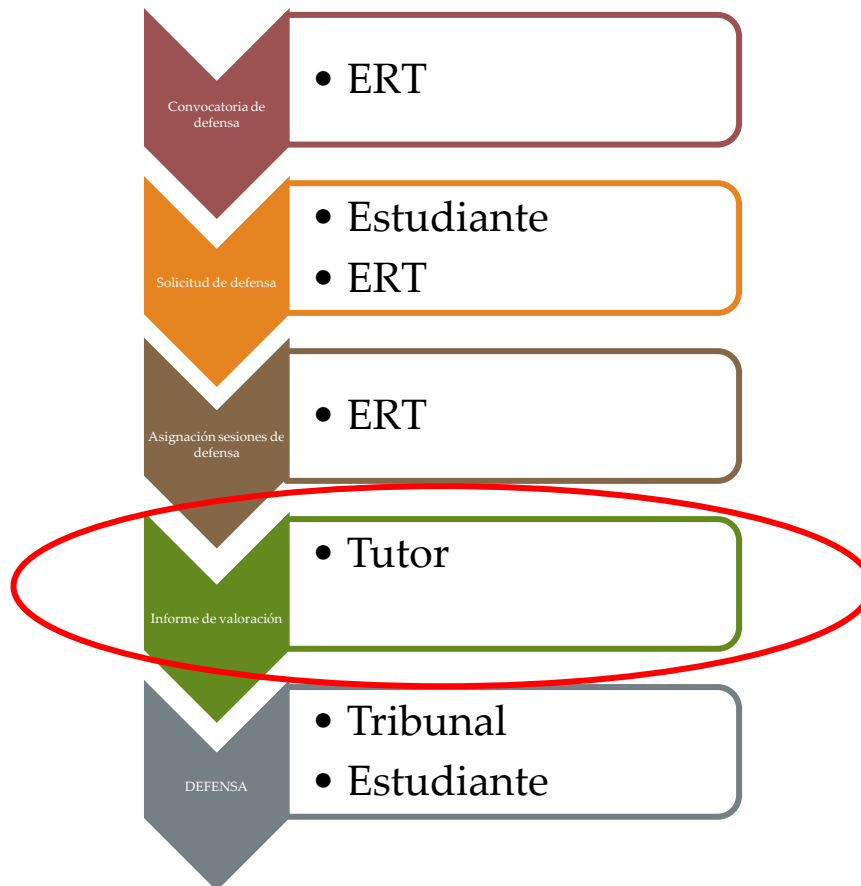 Convocatoria de
defensa
• ERT
Solicitud de defensa
• Estudiante
• ERT
Asignación sesiones de
defensa
• ERT
Informe de valoración
• Tutor
DEFENSA
• Tribunal
• Estudiante